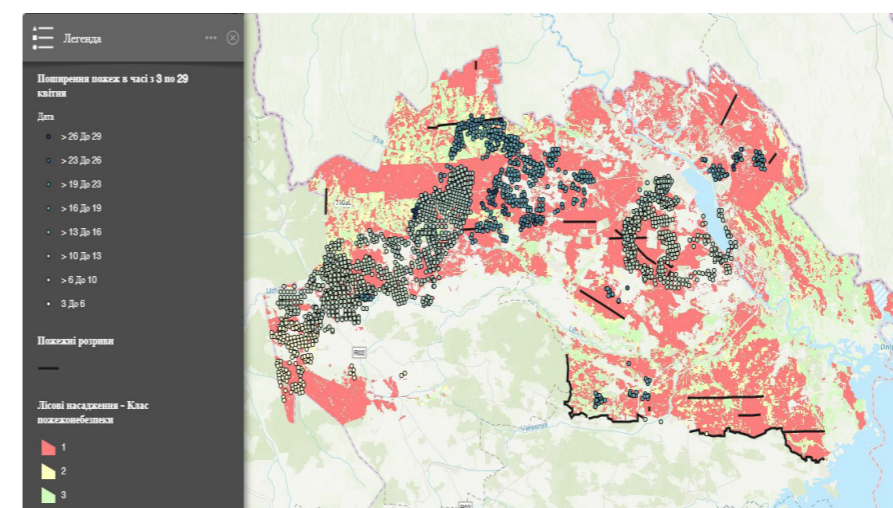 Легенда
Поширення пожеж в часі з 3 по 29
квітня
Дата
> 26 До 29
> 23 До 26
> 19 До 23
> 16 До 19
> 13 До 16
> 10 До 13
> 6 До 10
3 До 6
Пожежні розриви
Лісові насадження - Клас
пожежонебезпеки
1
2
3
R02
Veresnya